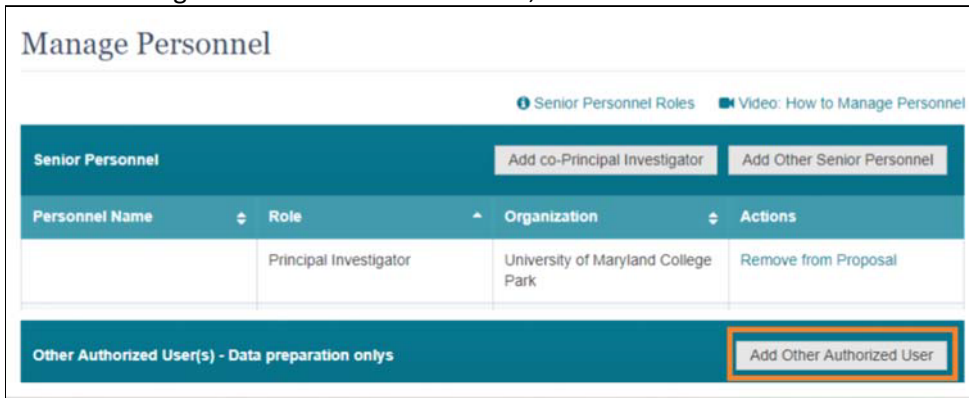 Manage Personnel
Senior Personnel Roles Video: How to Manage Personnel
Senior Personnel Add co-Principal Investigator Add Other Senior Personnel
Personnel Name Role Organization Actions
Principal Investigator University of Maryland College Remove from Proposal
Park
Other Authorized User(s) - Data preparation onlys Add Other Authorized User